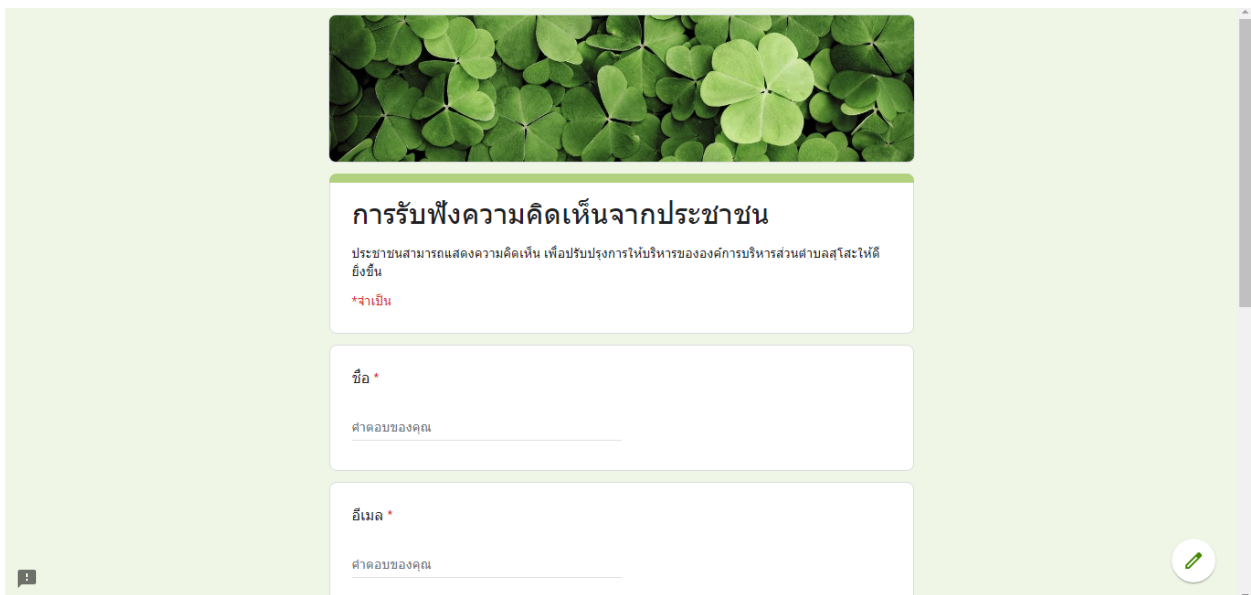 การรับฟังความคิดเห็นจากประชาชน
ประชาชนสามารถแสดงความคิดเห็น เพื่อปรับปรุงการให้บริหารขององค์การบริหารส่วนตำบลสุโสะให้ดี
ยิ่งขึ้น
*จำเป็น
ชื่อ *
คำตอบของคุณ
อีเมล *
คำตอบของคุณ